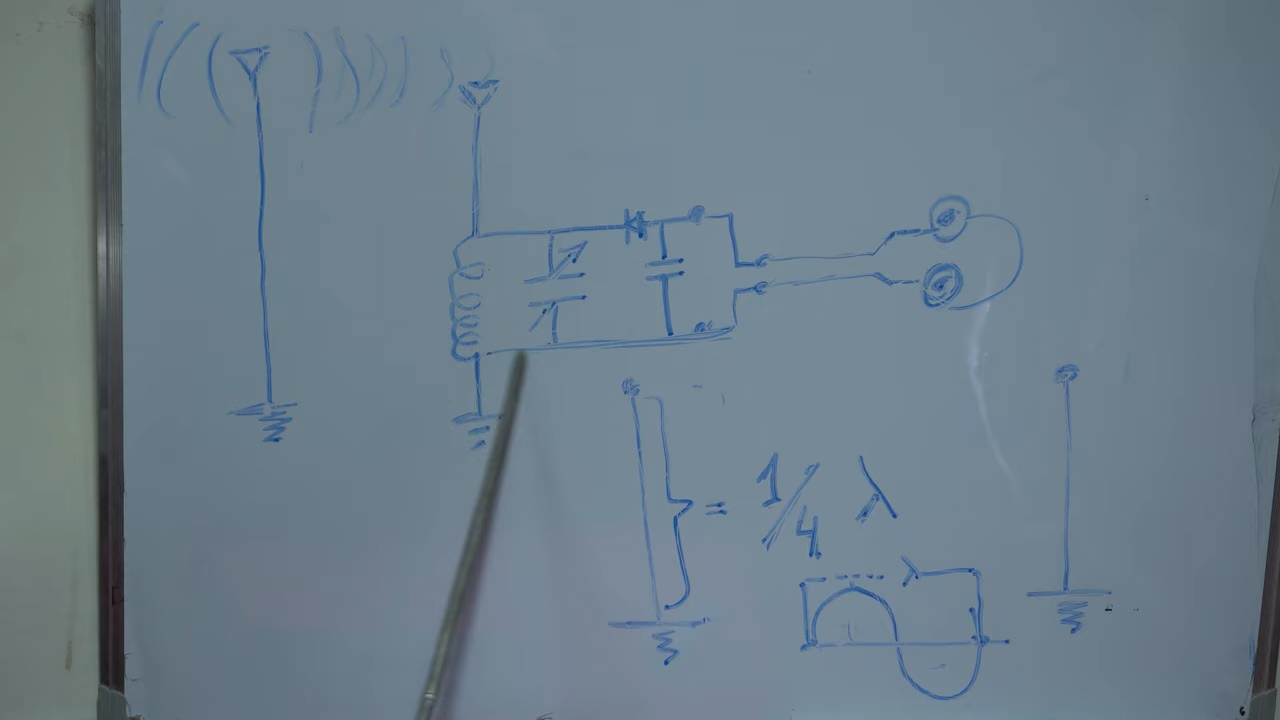 = 1/4 λ
λ